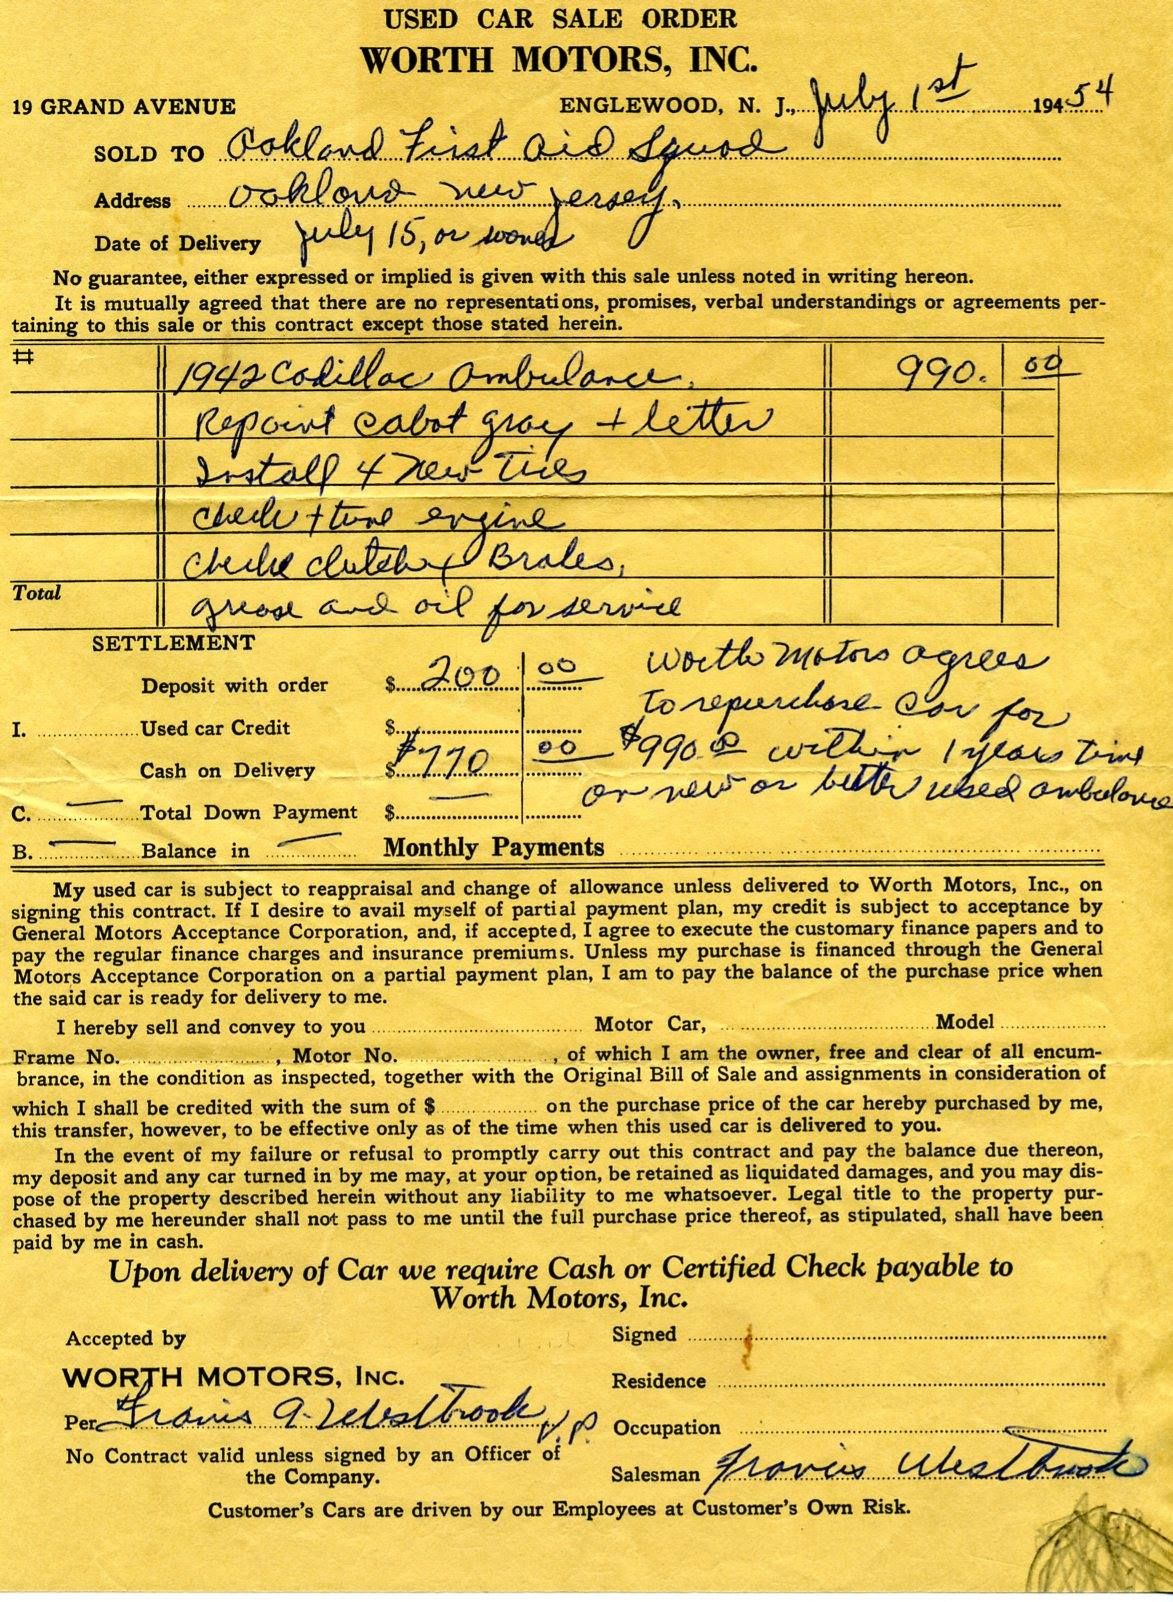 USED CAR SALE ORDER
WORTH MOTORS, INC.
19 GRAND AVENUE ENGLEWOOD, N. J., July 1st 194 54
SOLD TO Oakland First Aid Squad
Address Oakland New Jersey.
Date of Delivery July 15, or sooner
No guarantee, either expressed or implied is given with this sale unless noted in writing hereon.
It is mutually agreed that there are no representations, promises, verbal understandings or agreements per-
taining to this sale or this contract except those stated herein.
# 1942 Cadillac Ambulance. 990. 00
Repaint cabot gray + letter
Install 4 New Tires
check + tune engine
check clutch + Brakes,
Total grease and oil for service
SETTLEMENT
Deposit with order $ 200 00
I. Used car Credit $
Cash on Delivery $ $770 00
C. — Total Down Payment $ —
B. — Balance in — Monthly Payments
Worth Motors agrees
to repurchase car for
$990.00 within 1 years time
on new or better used ambulance
My used car is subject to reappraisal and change of allowance unless delivered to Worth Motors, Inc., on
signing this contract. If I desire to avail myself of partial payment plan, my credit is subject to acceptance by
General Motors Acceptance Corporation, and, if accepted, I agree to execute the customary finance papers and to
pay the regular finance charges and insurance premiums. Unless my purchase is financed through the General
Motors Acceptance Corporation on a partial payment plan, I am to pay the balance of the purchase price when
the said car is ready for delivery to me.
I hereby sell and convey to you Motor Car, Model
Frame No. , Motor No. , of which I am the owner, free and clear of all encum-
brance, in the condition as inspected, together with the Original Bill of Sale and assignments in consideration of
which I shall be credited with the sum of $ on the purchase price of the car hereby purchased by me,
this transfer, however, to be effective only as of the time when this used car is delivered to you.
In the event of my failure or refusal to promptly carry out this contract and pay the balance due thereon,
my deposit and any car turned in by me may, at your option, be retained as liquidated damages, and you may dis-
pose of the property described herein without any liability to me whatsoever. Legal title to the property pur-
chased by me hereunder shall not pass to me until the full purchase price thereof, as stipulated, shall have been
paid by me in cash.
Upon delivery of Car we require Cash or Certified Check payable to
Worth Motors, Inc.
Accepted by
WORTH MOTORS, INC.
Per Travis A. Westbrook V.P.
No Contract valid unless signed by an Officer of
the Company.
Signed
Residence
Occupation
Salesman Travis Westbrook
Customer's Cars are driven by our Employees at Customer's Own Risk.